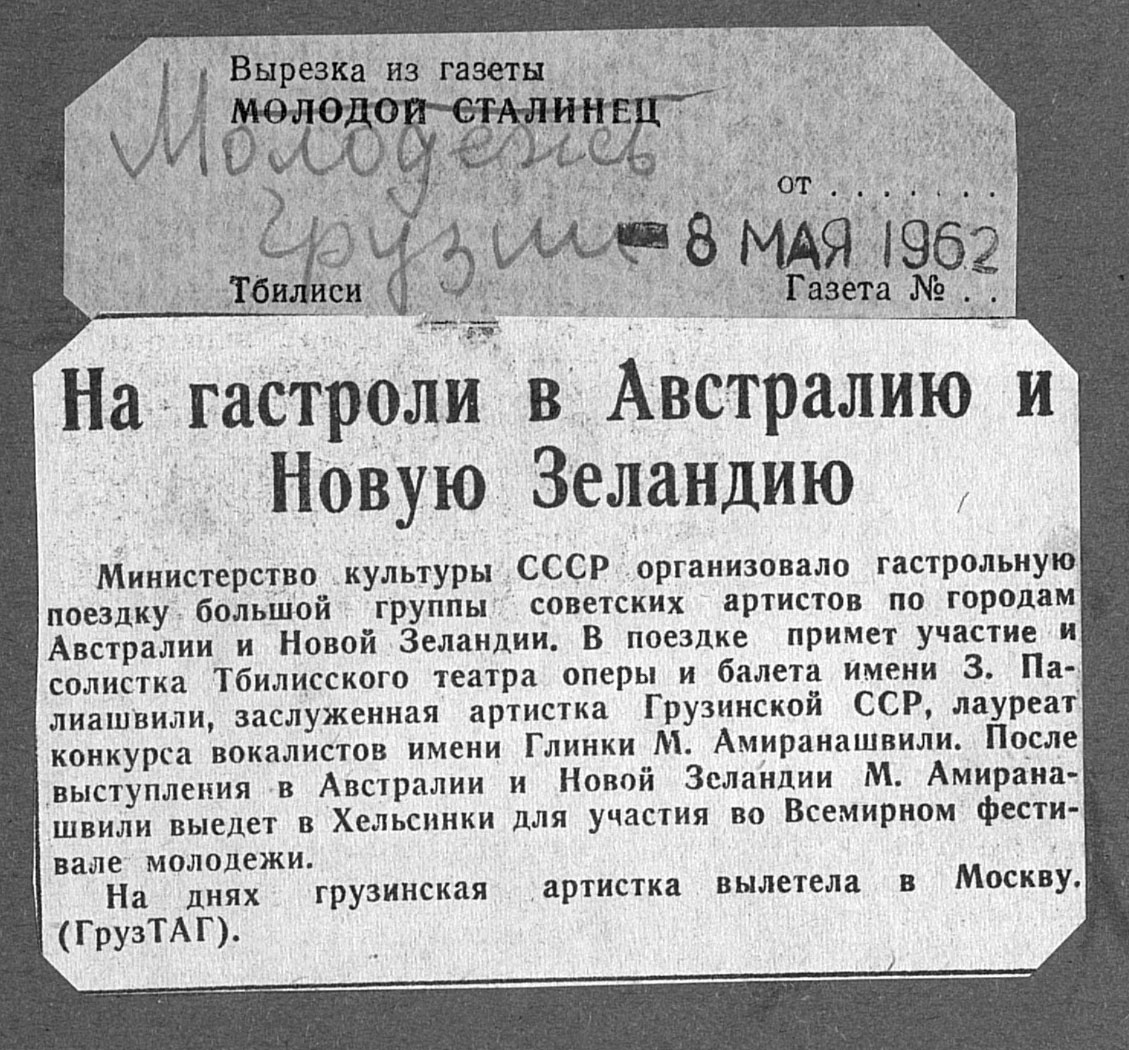 Вырезка из газеты
МОЛОДОЙ СТАЛИНЕЦ
Молодежь
Грузии
от . . . . . . .
- 8 МАЯ 1962
Тбилиси Газета № . .
На гастроли в Австралию и
Новую Зеландию
Министерство культуры СССР организовало гастрольную
поездку большой группы советских артистов по городам
Австралии и Новой Зеландии. В поездке примет участие и
солистка Тбилисского театра оперы и балета имени З. Па-
лиашвили, заслуженная артистка Грузинской ССР, лауреат
конкурса вокалистов имени Глинки М. Амиранашвили. После
выступления в Австралии и Новой Зеландии М. Амирана-
швили выедет в Хельсинки для участия во Всемирном фести-
вале молодежи.
На днях грузинская артистка вылетела в Москву.
(ГрузТАГ).